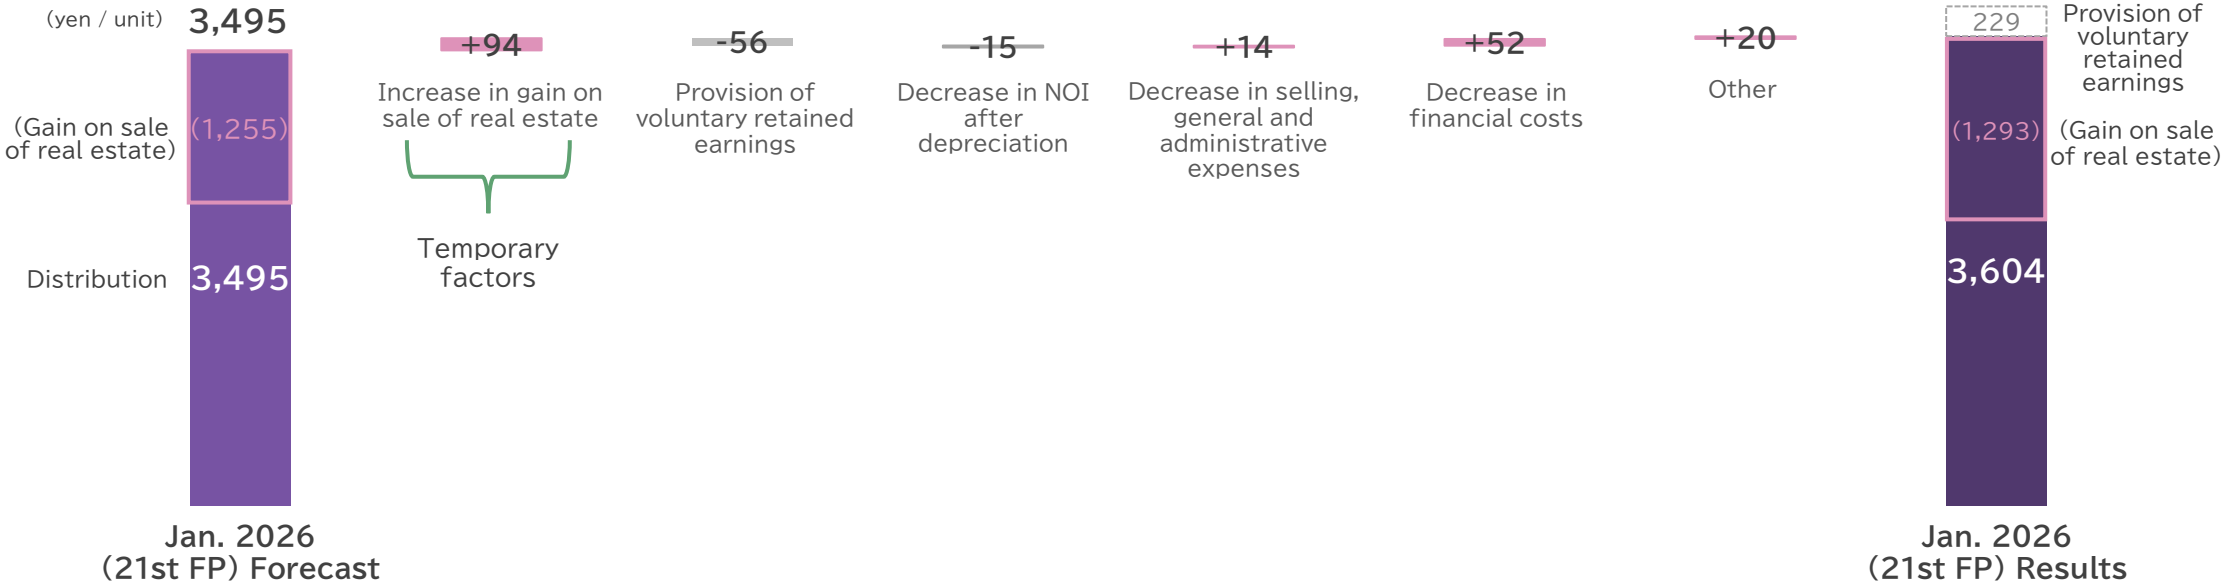 (yen / unit)
3,495
(Gain on sale
of real estate)
(1,255)
Distribution
3,495
Jan. 2026
(21st FP) Forecast
+94
Increase in gain on
sale of real estate
Temporary
factors
-56
Provision of
voluntary retained
earnings
-15
Decrease in NOI
after
depreciation
+14
Decrease in selling,
general and
administrative
expenses
+52
Decrease in
financial costs
+20
Other
229
Provision of
voluntary
retained
earnings
(1,293)
(Gain on sale
of real estate)
3,604
Jan. 2026
(21st FP) Results